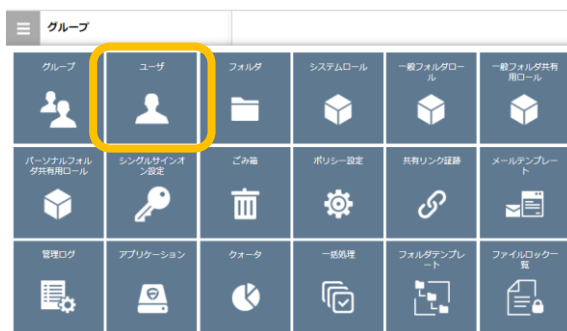 グループ
グループ
ユーザ
フォルダ
システムロール
一般フォルダロー
ル
一般フォルダ共有
用ロール
パーソナルフォル
ダ共有用ロール
シングルサインオ
ン設定
ごみ箱
ポリシー設定
共有リンク証跡
メールテンプレー
ト
管理ログ
アプリケーション
クォータ
一括処理
フォルダテンプレ
ート
ファイルロック一
覧